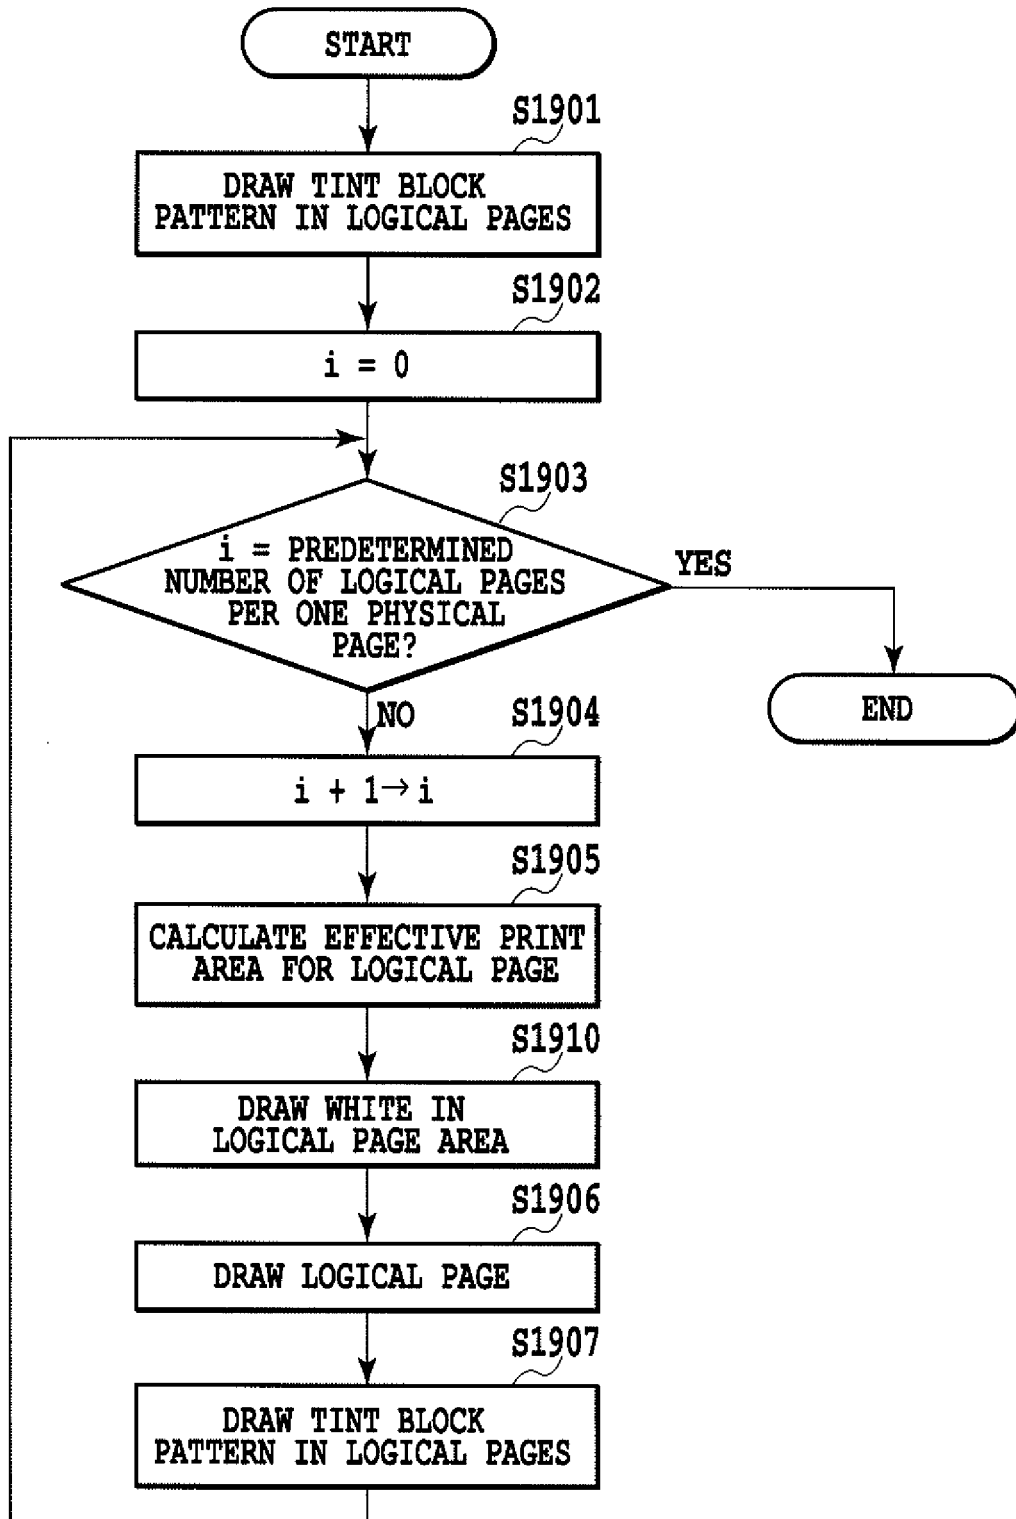 START
S1901
DRAW TINT BLOCK
PATTERN IN LOGICAL PAGES
S1902
i = 0
S1903
i = PREDETERMINED
NUMBER OF LOGICAL PAGES
PER ONE PHYSICAL
PAGE?
YES
END
NO
S1904
i + 1→i
S1905
CALCULATE EFFECTIVE PRINT
AREA FOR LOGICAL PAGE
S1910
DRAW WHITE IN
LOGICAL PAGE AREA
S1906
DRAW LOGICAL PAGE
S1907
DRAW TINT BLOCK
PATTERN IN LOGICAL PAGES